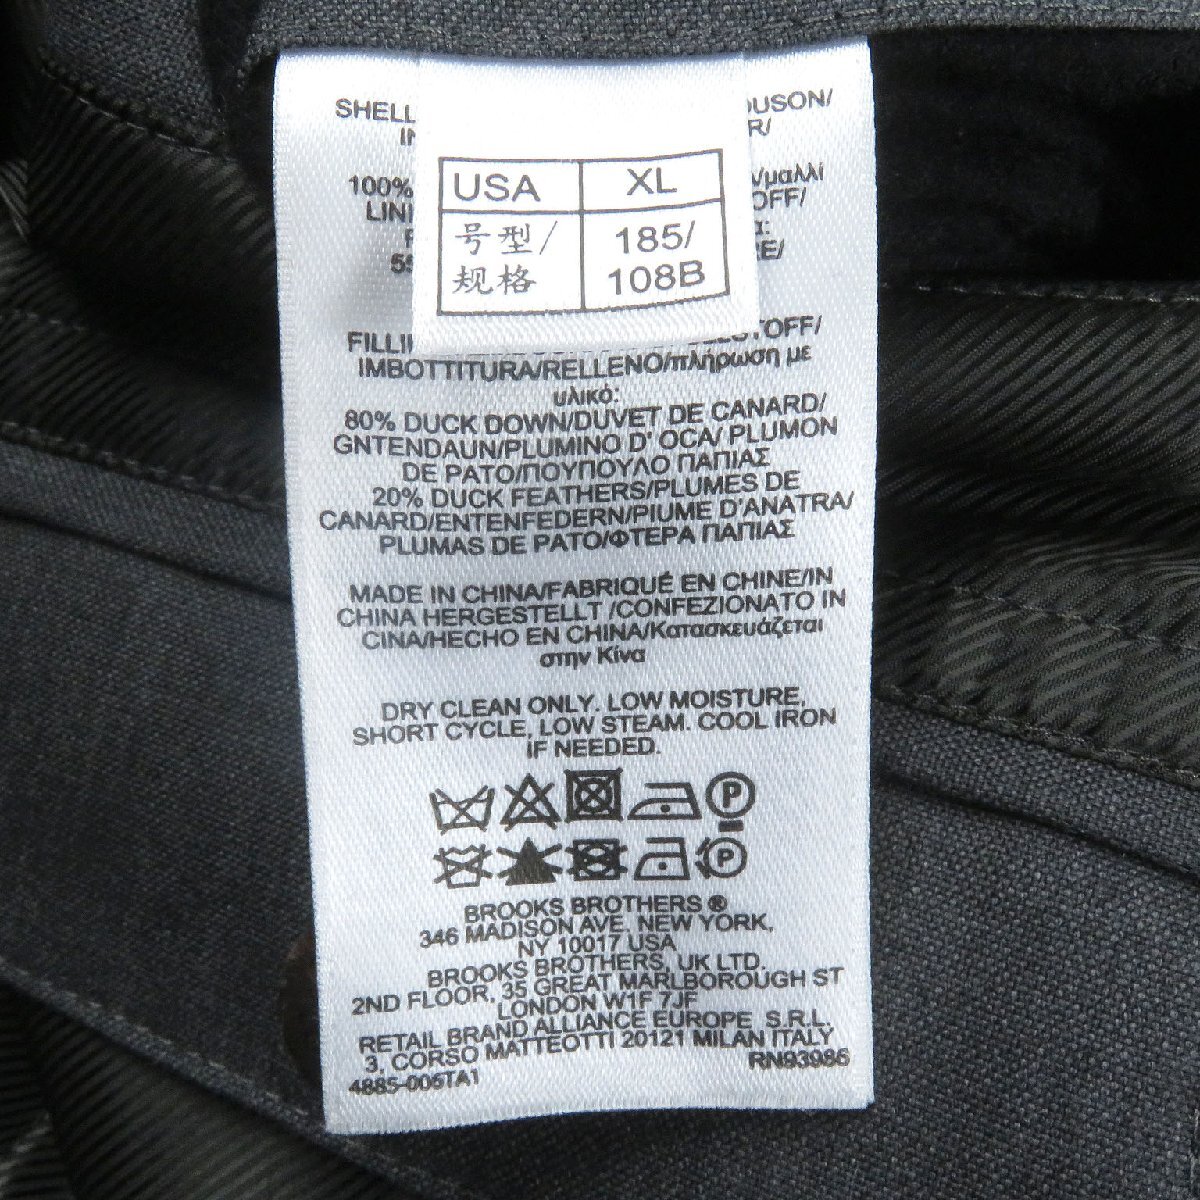 SHELL OUSON/
R/
100% /μαλλί
OFF/
USA XL
号型/ 185/
规格 108B
IMBOTTITURA/RELLENO/πλήρωση με
υλικό:
80% DUCK DOWN/DUVET DE CANARD/
GNTENDAUN/PLUMINO D' OCA/ PLUMON
DE PATO/ΠΟΥΠΟΥΛΟ ΠΑΠΙΑΣ
20% DUCK FEATHERS/PLUMES DE
CANARD/ENTENFEDERN/PIUME D'ANATRA/
PLUMAS DE PATO/ΦΤΕΡΑ ΠΑΠΙΑΣ
MADE IN CHINA/FABRIQUÉ EN CHINE/IN
CHINA HERGESTELLT /CONFEZIONATO IN
CINA/HECHO EN CHINA/Κατασκευάζεται
στην Κίνα
DRY CLEAN ONLY. LOW MOISTURE,
SHORT CYCLE, LOW STEAM. COOL IRON
IF NEEDED.
P
P
BROOKS BROTHERS ®
346 MADISON AVE, NEW YORK,
NY 10017 USA
BROOKS BROTHERS, UK LTD.
2ND FLOOR, 35 GREAT MARLBOROUGH ST
LONDON W1F 7JF
RETAIL BRAND ALLIANCE EUROPE S.R.L.
3, CORSO MATTEOTTI 20121 MILAN ITALY
RN93986
4885-005TA1